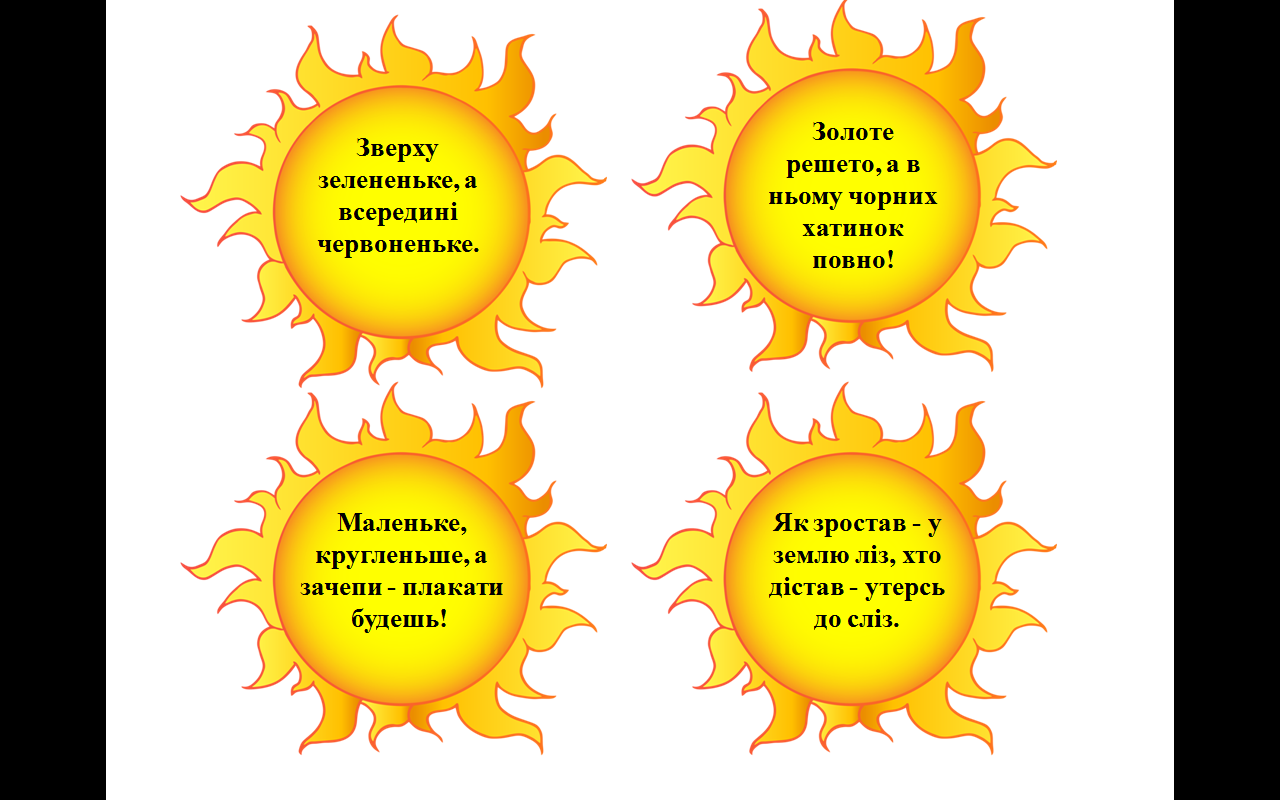 Зверху
зелененьке, а
всередині
червоненьке.
Золоте
решето, а в
ньому чорних
хатинок
повно!
Маленьке,
кругленьше, а
зачепи - плакати
будешь!
Як зростав - у
землю ліз, хто
дістав - утерсь
до сліз.